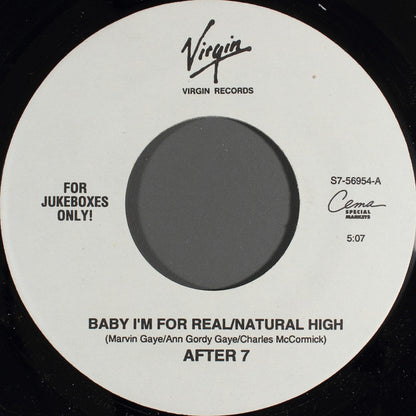 Virgin
VIRGIN RECORDS
FOR
JUKEBOXES
ONLY!
S7-56954-A
Cema
SPECIAL
MARKETS
5:07
BABY I'M FOR REAL/NATURAL HIGH
(Marvin Gaye/Ann Gordy Gaye/Charles McCormick)
AFTER 7